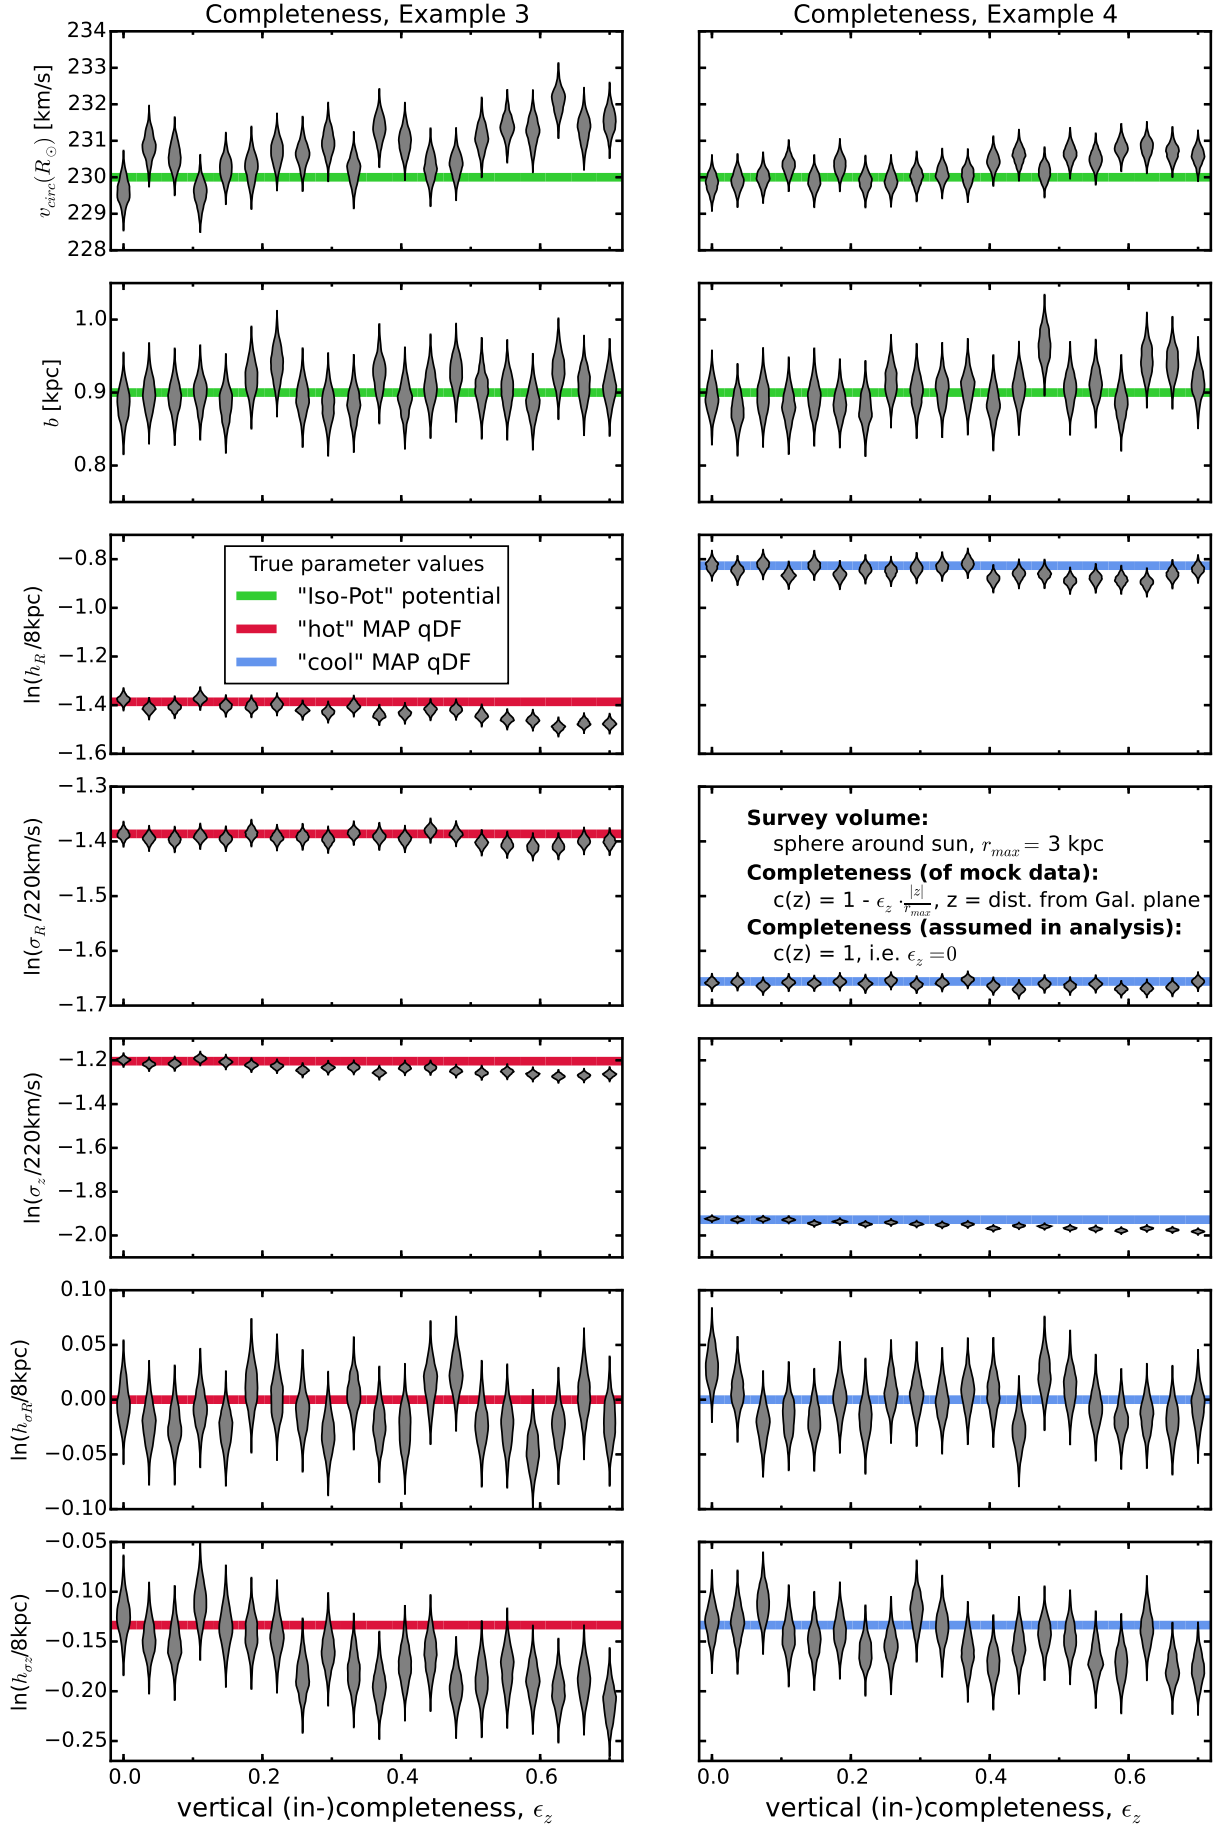 Completeness, Example 3
Completeness, Example 4
v_circ(R_⊙) [km/s]
234
233
232
231
230
229
228
b [kpc]
1.0
0.9
0.8
ln(h_R/8kpc)
−0.8
−1.0
−1.2
−1.4
−1.6
True parameter values
"Iso-Pot" potential
"hot" MAP qDF
"cool" MAP qDF
ln(σ_R/220km/s)
−1.3
−1.4
−1.5
−1.6
−1.7
Survey volume:
sphere around sun, r_max = 3 kpc
Completeness (of mock data):
c(z) = 1 - ϵ_z · |z|/r_max, z = dist. from Gal. plane
Completeness (assumed in analysis):
c(z) = 1, i.e. ϵ_z = 0
ln(σ_z/220km/s)
−1.2
−1.4
−1.6
−1.8
−2.0
ln(h_σR/8kpc)
0.10
0.05
0.00
−0.05
−0.10
ln(h_σz/8kpc)
−0.05
−0.10
−0.15
−0.20
−0.25
0.0 0.2 0.4 0.6
0.0 0.2 0.4 0.6
vertical (in-)completeness, ϵ_z
vertical (in-)completeness, ϵ_z